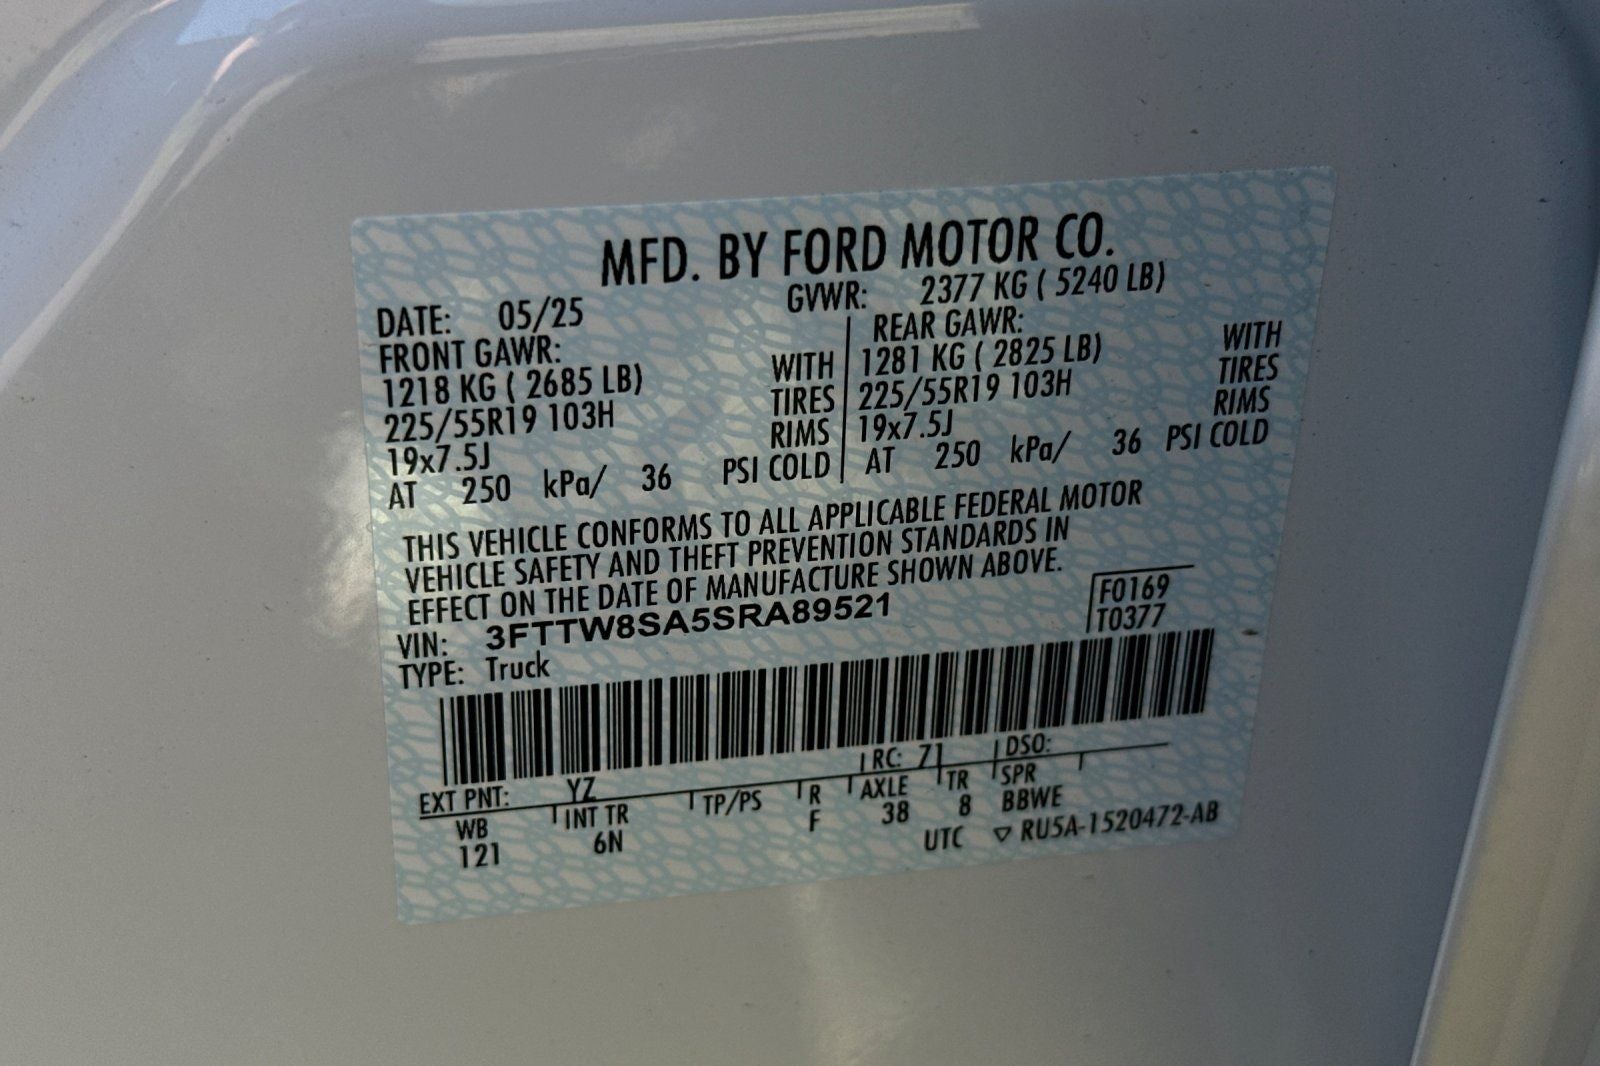 MFD. BY FORD MOTOR CO.
DATE: 05/25 GVWR: 2377 KG ( 5240 LB)
FRONT GAWR: REAR GAWR:
1218 KG ( 2685 LB) WITH 1281 KG ( 2825 LB) WITH
225/55R19 103H TIRES 225/55R19 103H TIRES
19x7.5J RIMS 19x7.5J RIMS
AT 250 kPa/ 36 PSI COLD AT 250 kPa/ 36 PSI COLD
THIS VEHICLE CONFORMS TO ALL APPLICABLE FEDERAL MOTOR
VEHICLE SAFETY AND THEFT PREVENTION STANDARDS IN
EFFECT ON THE DATE OF MANUFACTURE SHOWN ABOVE.
VIN: 3FTTW8SA5SRA89521 F0169
TYPE: Truck T0377
EXT PNT: YZ RC: 71 DSO:
WB INT TR TP/PS R AXLE TR SPR
121 6N F 38 8 BBWE
UTC ▽ RU5A-1520472-AB